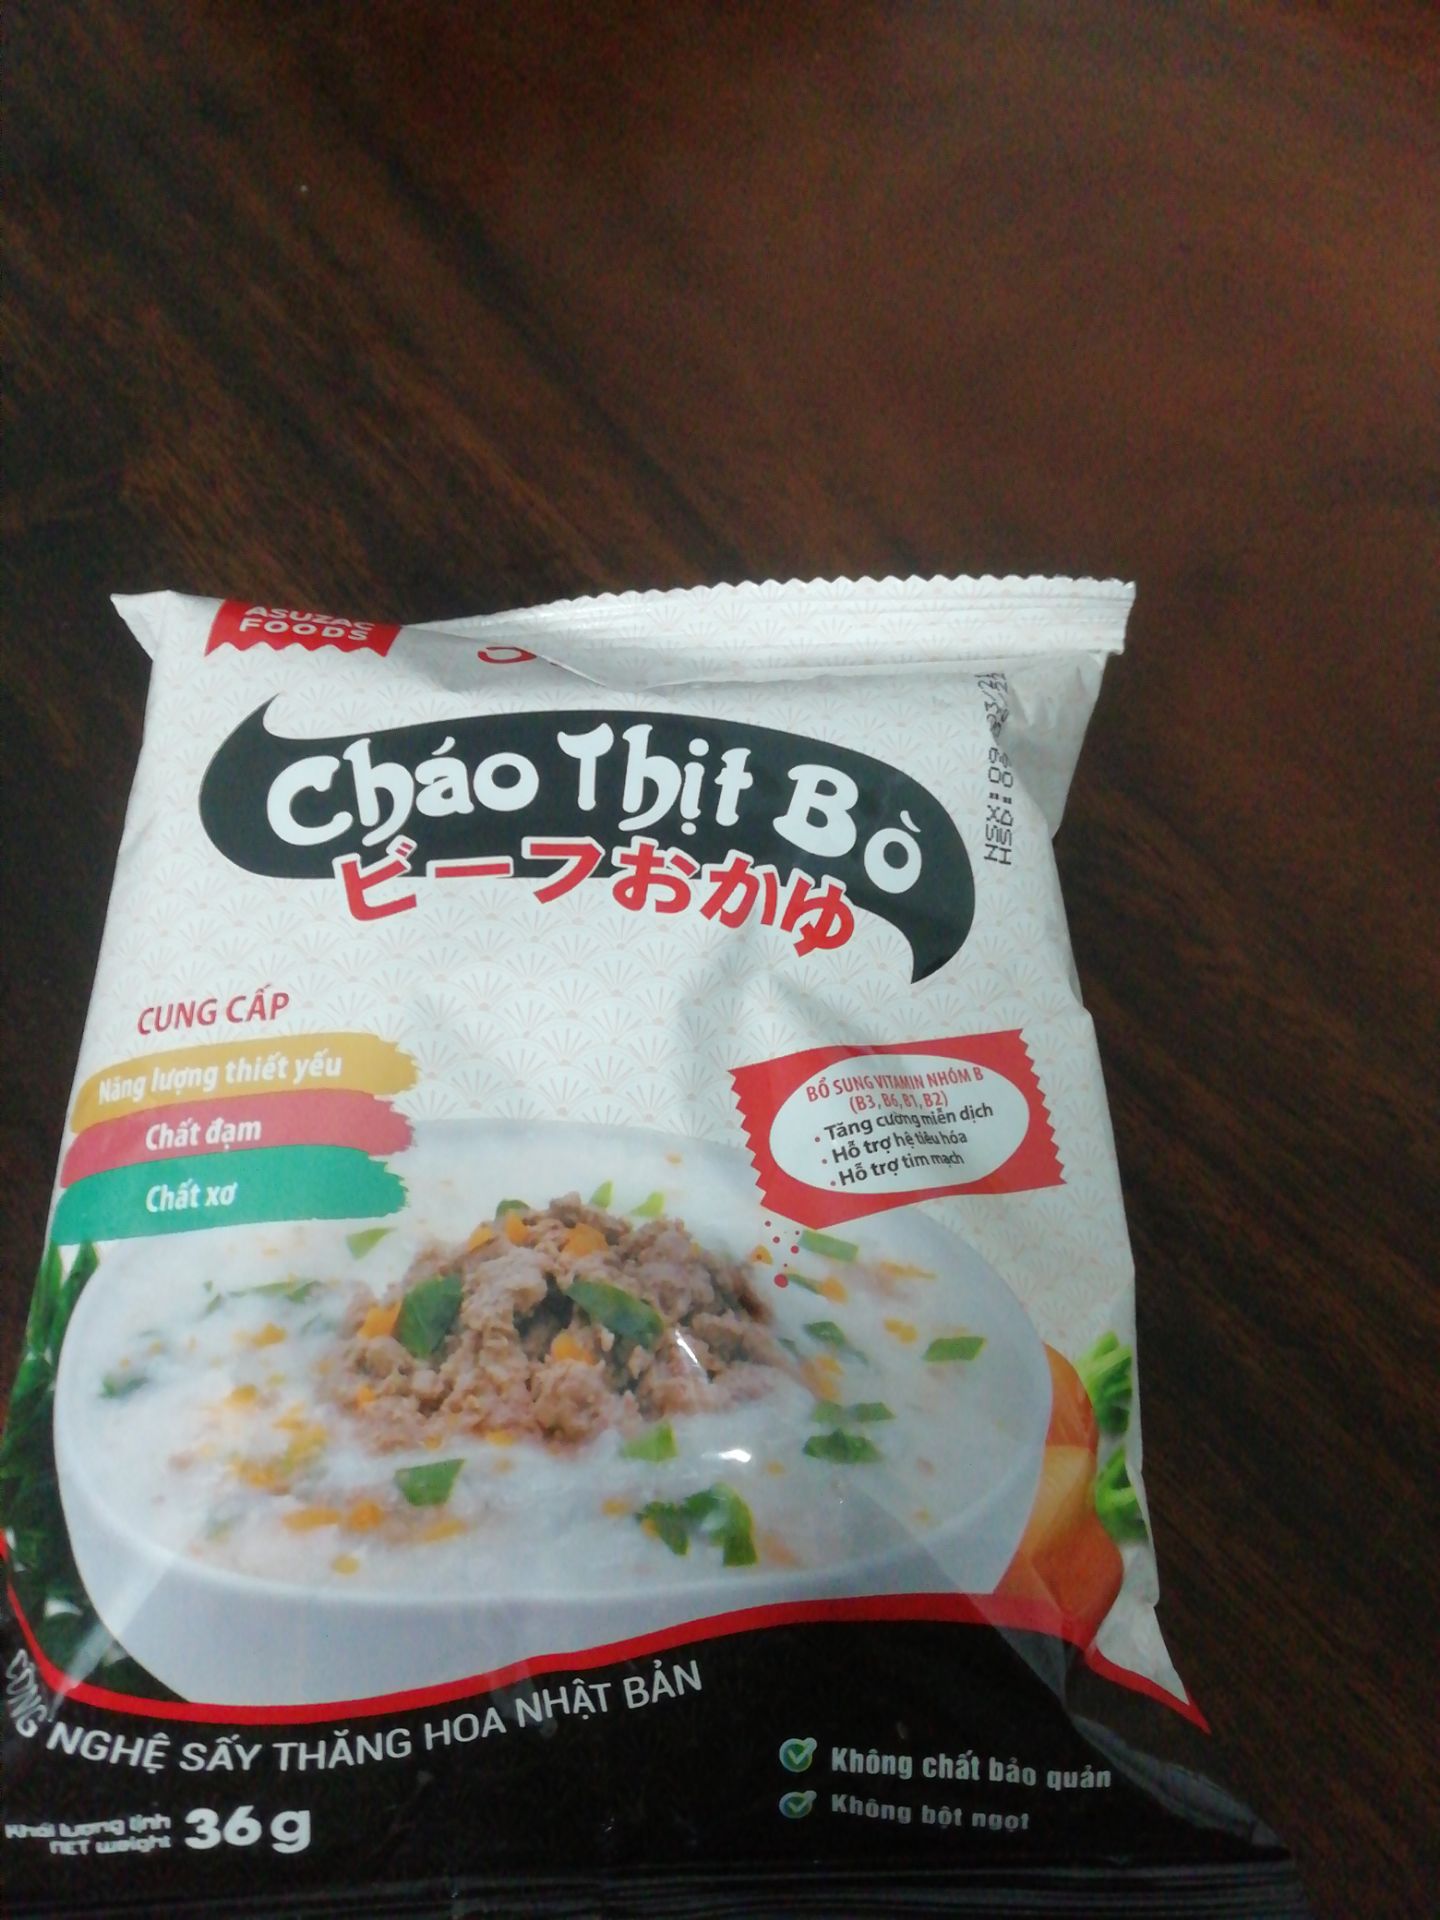 ASUZAC
FOODS
Cháo Thịt Bò
ビーフおかゆ
NSX:
HSD:
CUNG CẤP
Năng lượng thiết yếu
Chất đạm
Chất xơ
BỔ SUNG VITAMIN NHÓM B
(B3, B6, B1, B2)
• Tăng cường miễn dịch
• Hỗ trợ hệ tiêu hóa
• Hỗ trợ tim mạch
CÔNG NGHỆ SẤY THĂNG HOA NHẬT BẢN
Không chất bảo quản
Không bột ngọt
Khối lượng tịnh
NET weight
36g